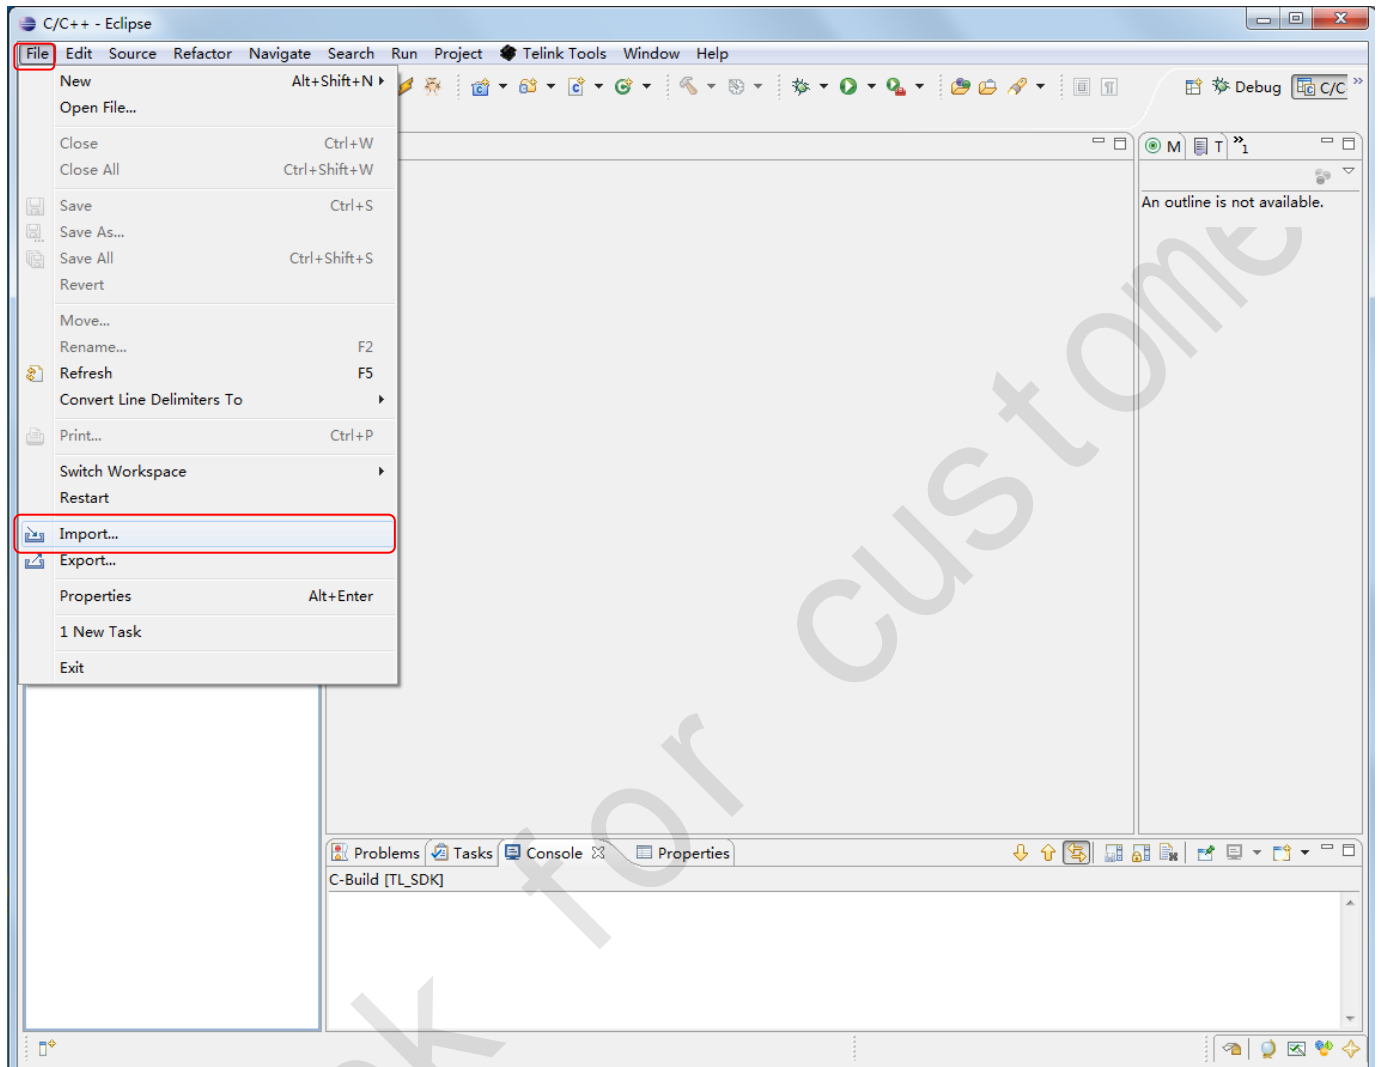 C/C++ - Eclipse
File Edit Source Refactor Navigate Search Run Project Telink Tools Window Help
New Alt+Shift+N
Open File...
Debug C/C
Close Ctrl+W
Close All Ctrl+Shift+W
M T 1
An outline is not available.
Save Ctrl+S
Save As...
Save All Ctrl+Shift+S
Revert
Move...
Rename... F2
Refresh F5
Convert Line Delimiters To
Print... Ctrl+P
Switch Workspace
Restart
Import...
Export...
Properties Alt+Enter
1 New Task
Exit
Problems Tasks Console Properties
C-Build [TL_SDK]
k for custome